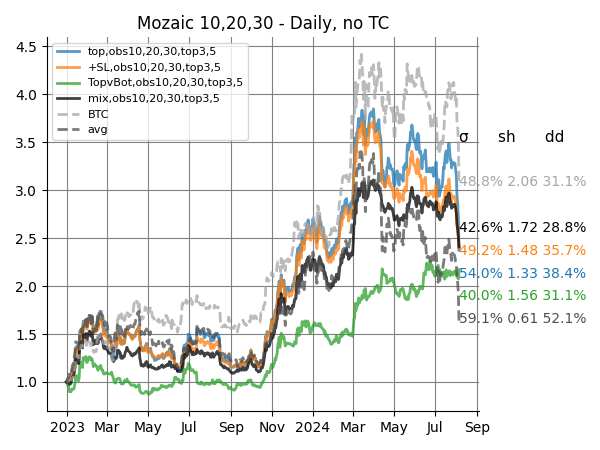 Mozaic 10,20,30 - Daily, no TC
4.5
4.0
3.5
3.0
2.5
2.0
1.5
1.0
top,obs10,20,30,top3,5
+SL,obs10,20,30,top3,5
TopvBot,obs10,20,30,top3,5
mix,obs10,20,30,top3,5
BTC
avg
σ sh dd
48.8% 2.06 31.1%
42.6% 1.72 28.8%
49.2% 1.48 35.7%
54.0% 1.33 38.4%
40.0% 1.56 31.1%
59.1% 0.61 52.1%
2023 Mar May Jul Sep Nov 2024 Mar May Jul Sep